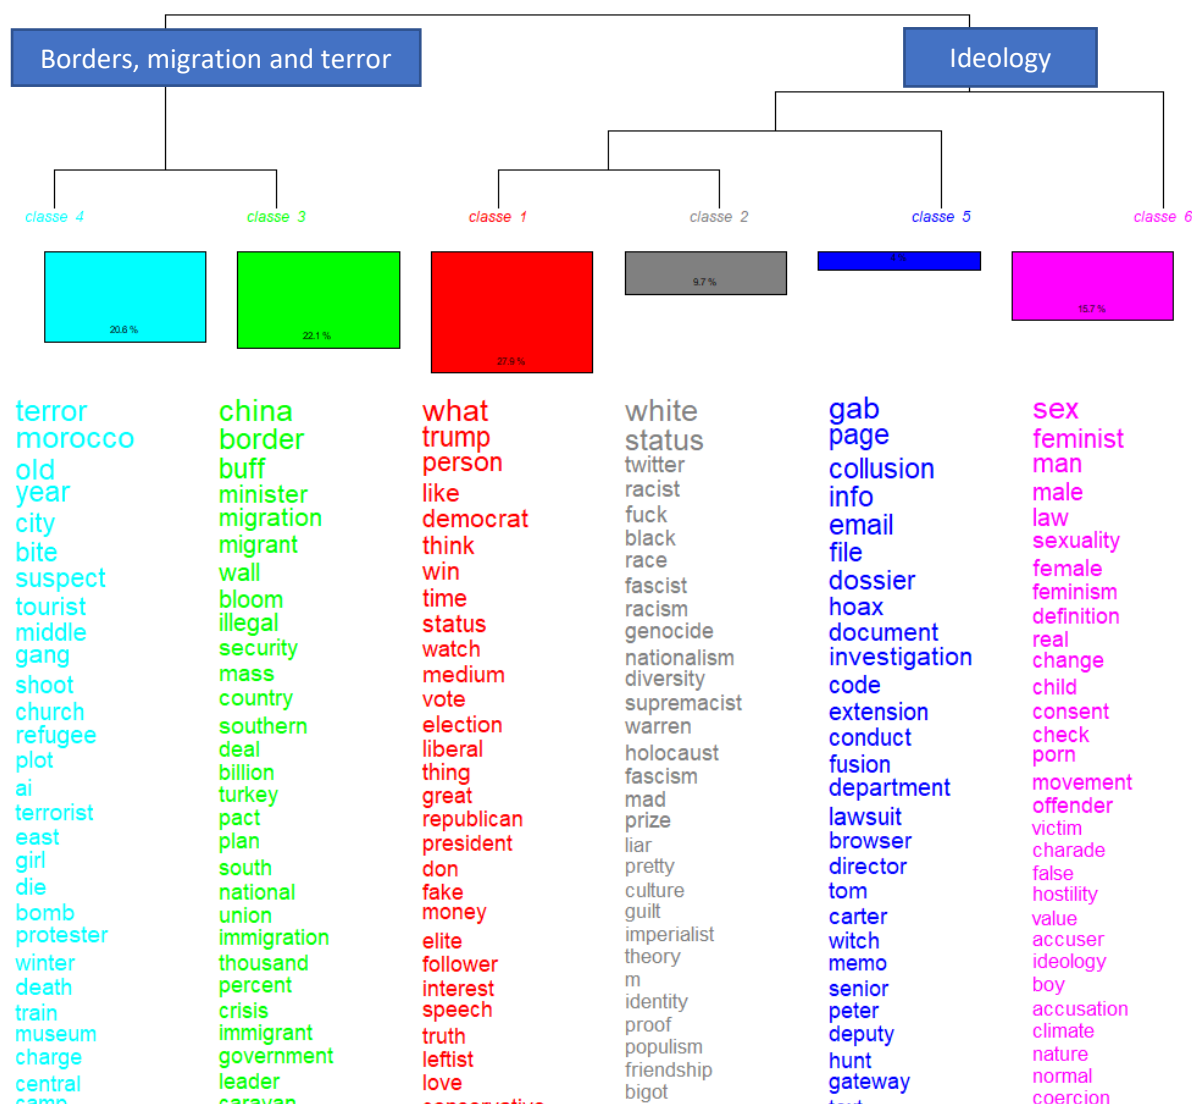 Borders, migration and terror
Ideology
classe 4
classe 3
classe 1
classe 2
classe 5
classe 6
20.6 %
22.1 %
27.9 %
9.7 %
4 %
15.7 %
terror
morocco
old
year
city
bite
suspect
tourist
middle
gang
shoot
church
refugee
plot
ai
terrorist
east
girl
die
bomb
protester
winter
death
train
museum
charge
central
camp
china
border
buff
minister
migration
migrant
wall
bloom
illegal
security
mass
country
southern
deal
billion
turkey
pact
plan
south
national
union
immigration
thousand
percent
crisis
immigrant
government
leader
caravan
what
trump
person
like
democrat
think
win
time
status
watch
medium
vote
election
liberal
thing
great
republican
president
don
fake
money
elite
follower
interest
speech
truth
leftist
love
conservative
white
status
twitter
racist
fuck
black
race
fascist
racism
genocide
nationalism
diversity
supremacist
warren
holocaust
fascism
mad
prize
liar
pretty
culture
guilt
imperialist
theory
m
identity
proof
populism
friendship
bigot
gab
page
collusion
info
email
file
dossier
hoax
document
investigation
code
extension
conduct
fusion
department
lawsuit
browser
director
tom
carter
witch
memo
senior
peter
deputy
hunt
gateway
sex
feminist
man
male
law
sexuality
female
feminism
definition
real
change
child
consent
check
porn
movement
offender
victim
charade
false
hostility
value
accuser
ideology
boy
accusation
climate
nature
normal
coercion